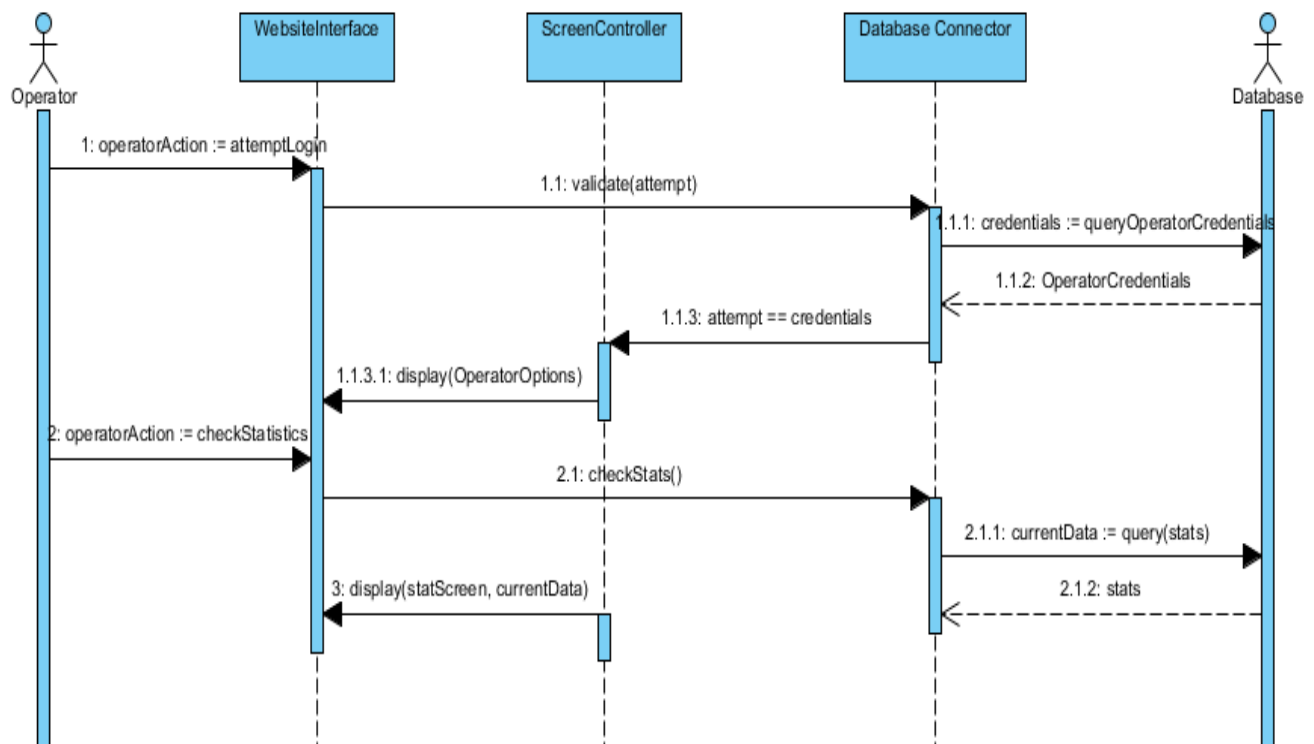 WebsiteInterface
ScreenController
Database Connector
Operator
Database
1: operatorAction := attemptLogin
1.1: validate(attempt)
1.1.1: credentials := queryOperatorCredentials
1.1.2: OperatorCredentials
1.1.3: attempt == credentials
1.1.3.1: display(OperatorOptions)
2: operatorAction := checkStatistics
2.1: checkStats()
2.1.1: currentData := query(stats)
3: display(statScreen, currentData)
2.1.2: stats